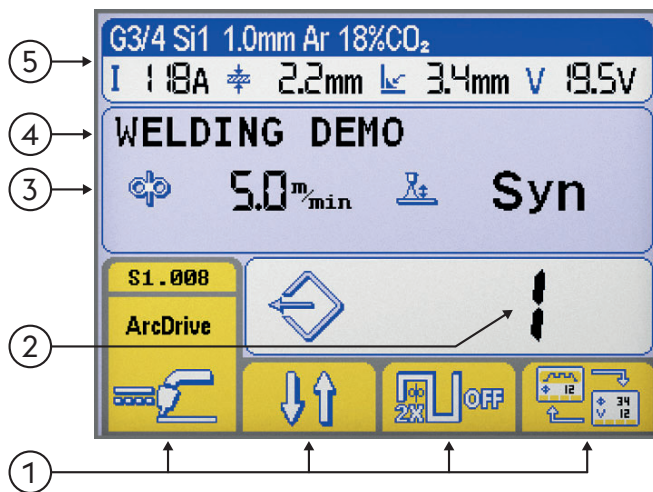 G3/4 Si1 1.0mm Ar 18%CO₂
I 118A 2.2mm 3.4mm V 19.5V
WELDING DEMO
5.0 m/min Syn
S1.008
ArcDrive
1
2X OFF
12
34
V 12
5
4
3
2
1